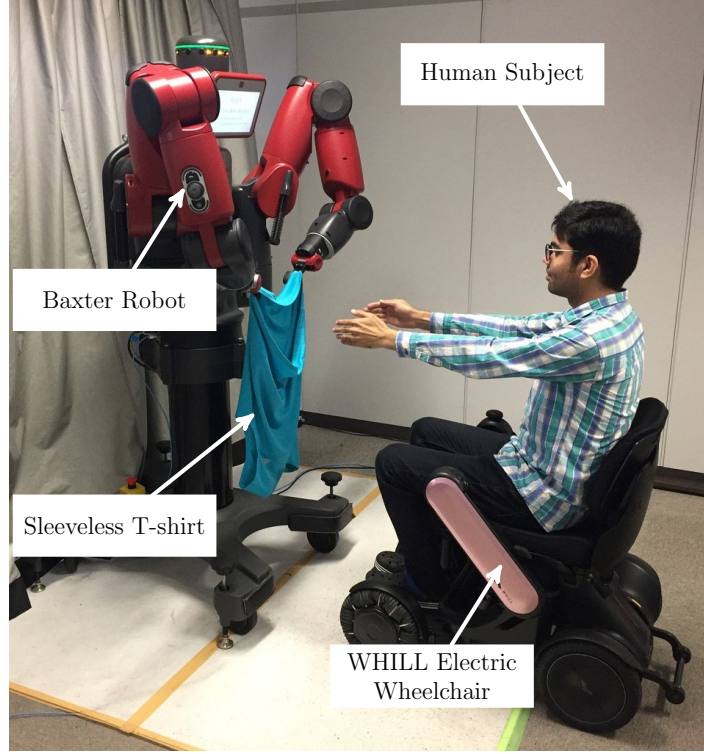 Human Subject
Baxter Robot
Sleeveless T-shirt
WHILL Electric
Wheelchair